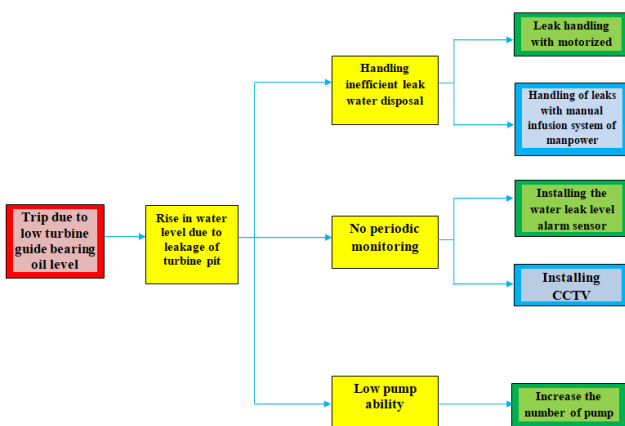 Trip due to
low turbine
guide bearing
oil level
Rise in water
level due to
leakage of
turbine pit
Handling
inefficient leak
water disposal
Leak handling
with motorized
Handling of leaks
with manual
infusion system of
manpower
No periodic
monitoring
Installing the
water leak level
alarm sensor
Installing
CCTV
Low pump
ability
Increase the
number of pump